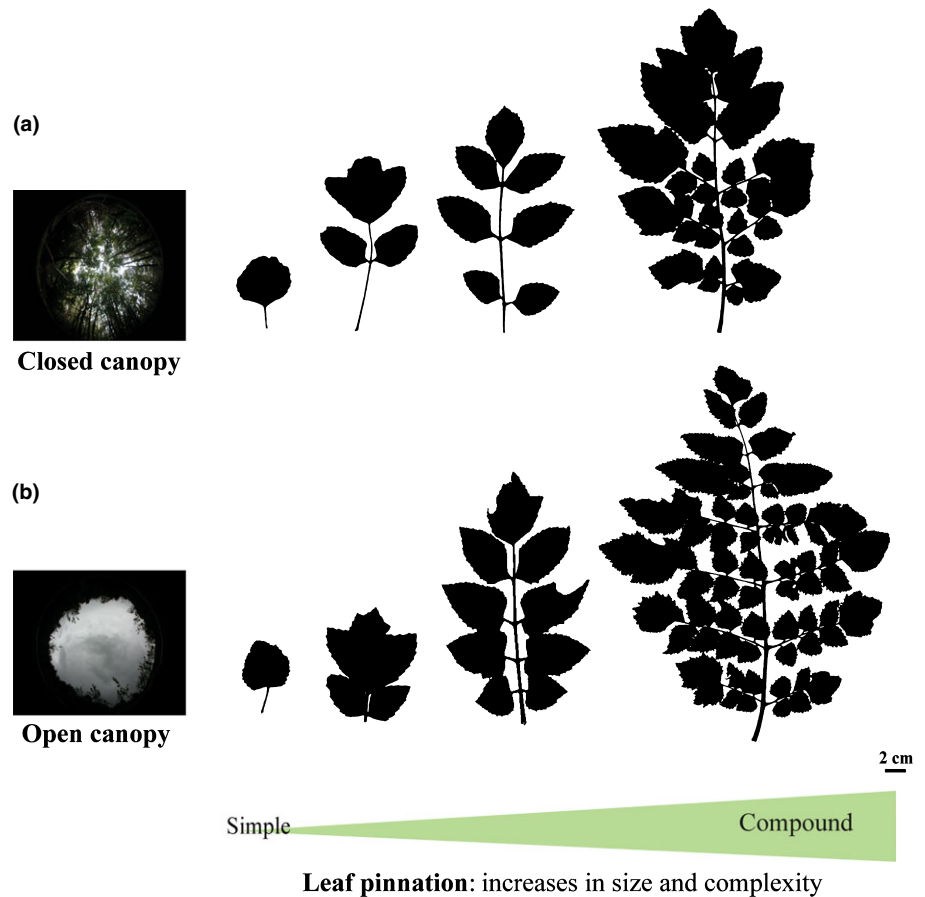 (a)
Closed canopy
(b)
Open canopy
2 cm
Simple
Compound
Leaf pinnation: increases in size and complexity